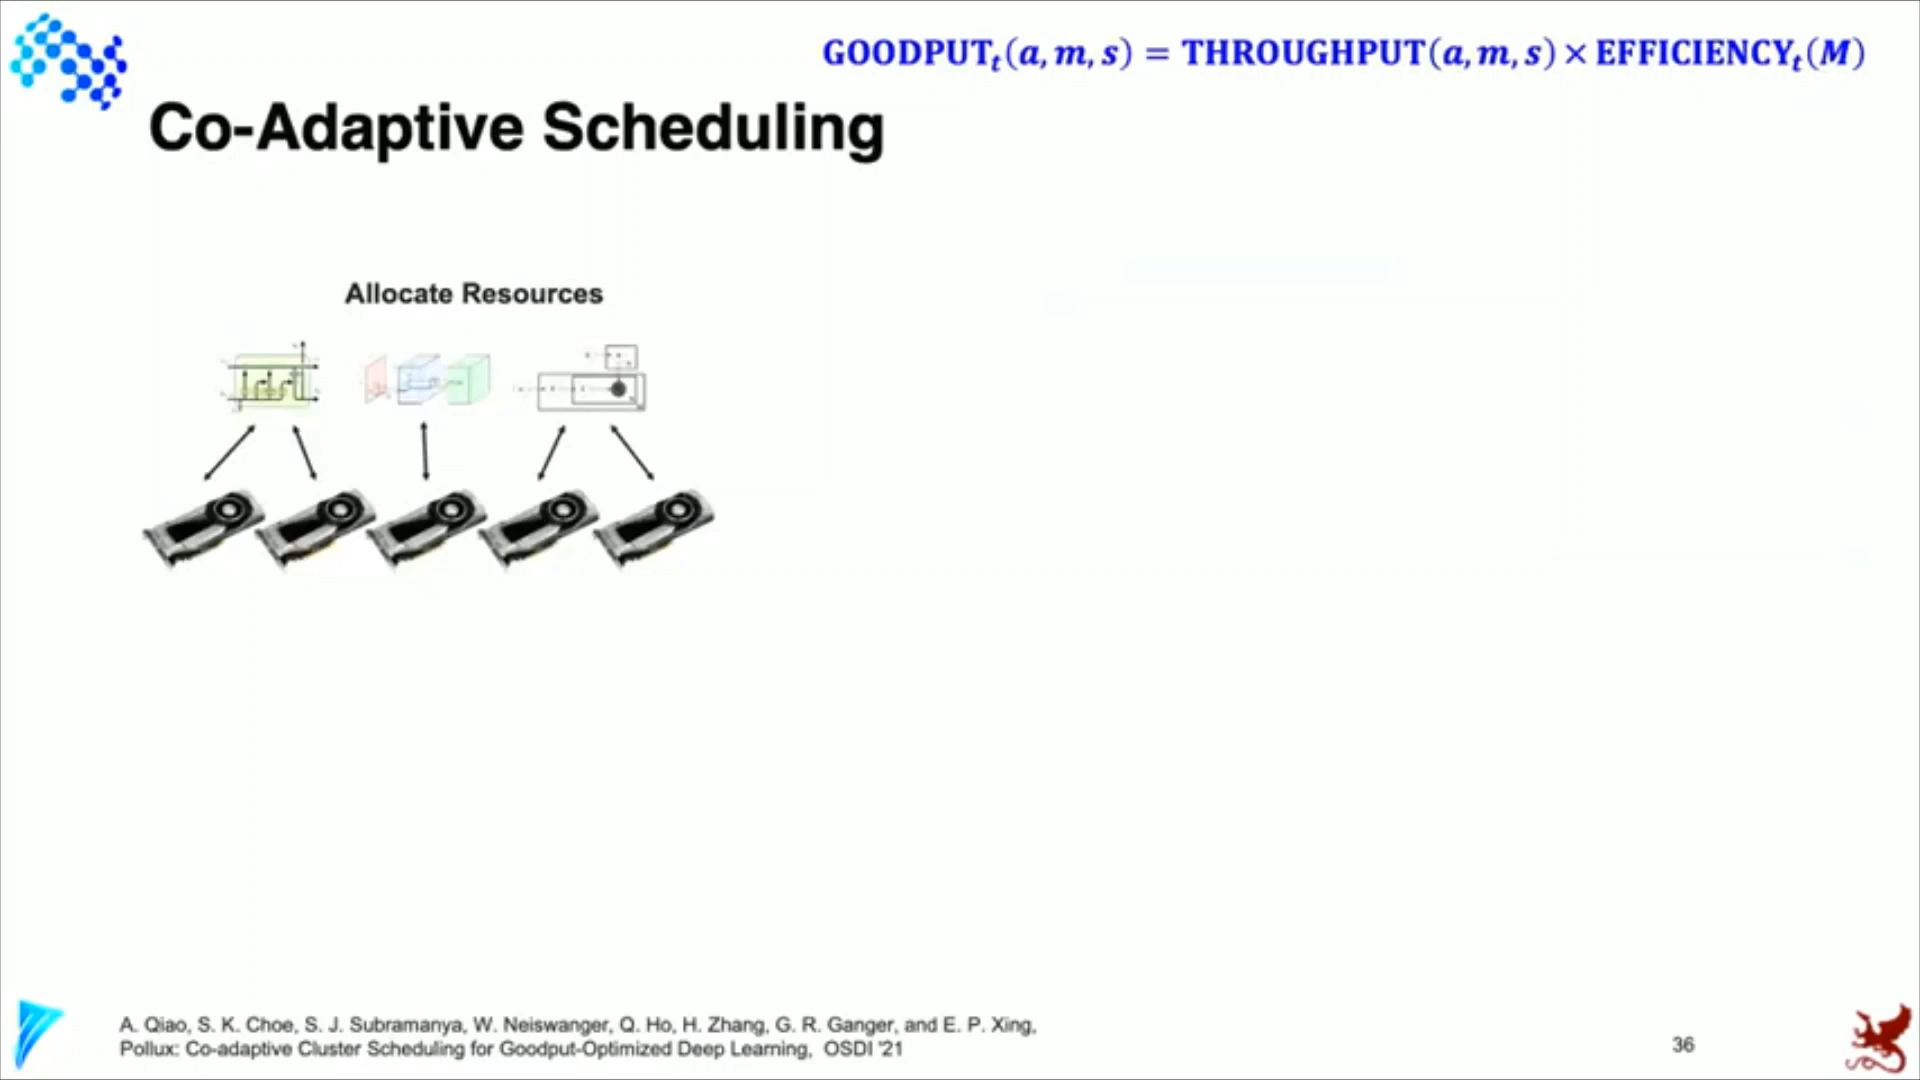 GOODPUTₜ(a, m, s) = THROUGHPUT(a, m, s) × EFFICIENCYₜ(M)
Co-Adaptive Scheduling
Allocate Resources
A. Qiao, S. K. Choe, S. J. Subramanya, W. Neiswanger, Q. Ho, H. Zhang, G. R. Ganger, and E. P. Xing,
Pollux: Co-adaptive Cluster Scheduling for Goodput-Optimized Deep Learning, OSDI '21
36